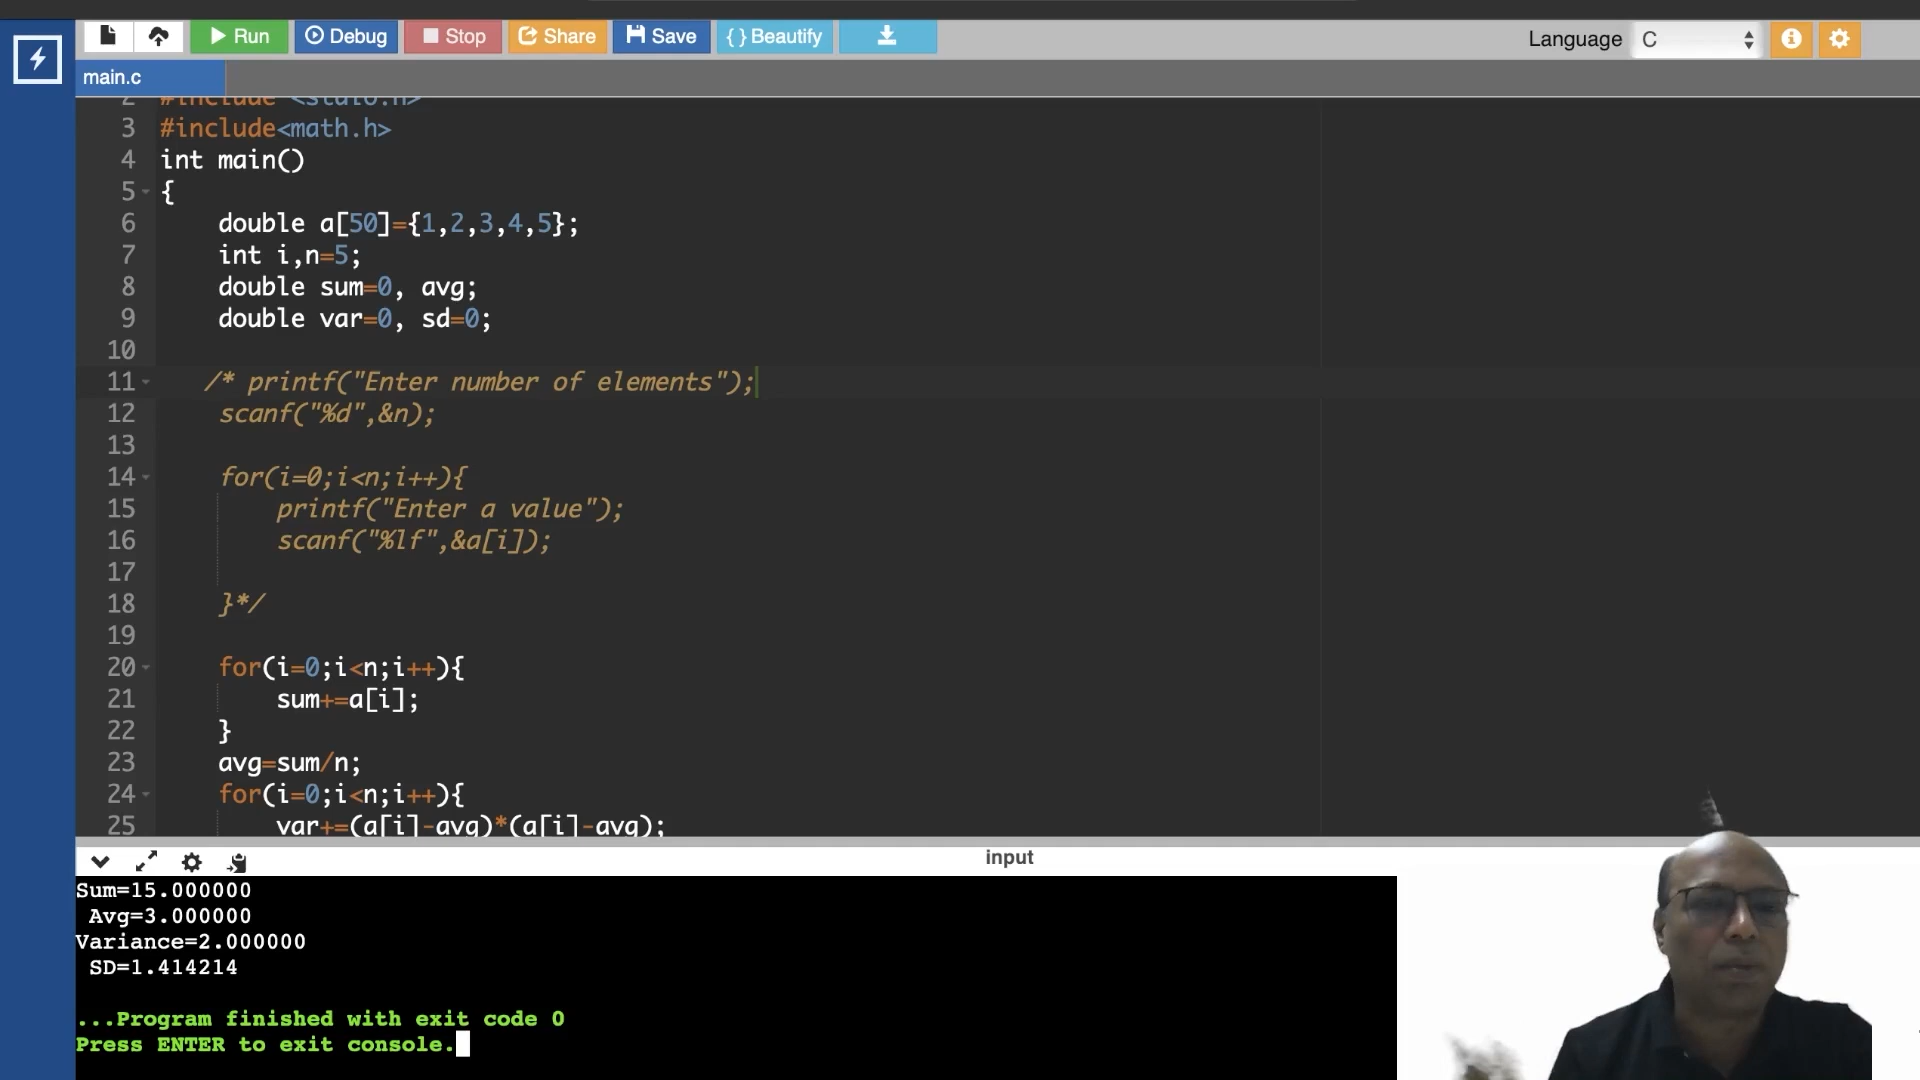 Run Debug Stop Share Save { } Beautify Language C
main.c
2 #include <stdio.h>
3 #include<math.h>
4 int main()
5 {
6 double a[50]={1,2,3,4,5};
7 int i,n=5;
8 double sum=0, avg;
9 double var=0, sd=0;
10
11 /* printf("Enter number of elements");
12 scanf("%d",&n);
13
14 for(i=0;i<n;i++){
15 printf("Enter a value");
16 scanf("%lf",&a[i]);
17
18 }*/
19
20 for(i=0;i<n;i++){
21 sum+=a[i];
22 }
23 avg=sum/n;
24 for(i=0;i<n;i++){
25 var+=(a[i]-avg)*(a[i]-avg);
input
Sum=15.000000
Avg=3.000000
Variance=2.000000
SD=1.414214
...Program finished with exit code 0
Press ENTER to exit console.